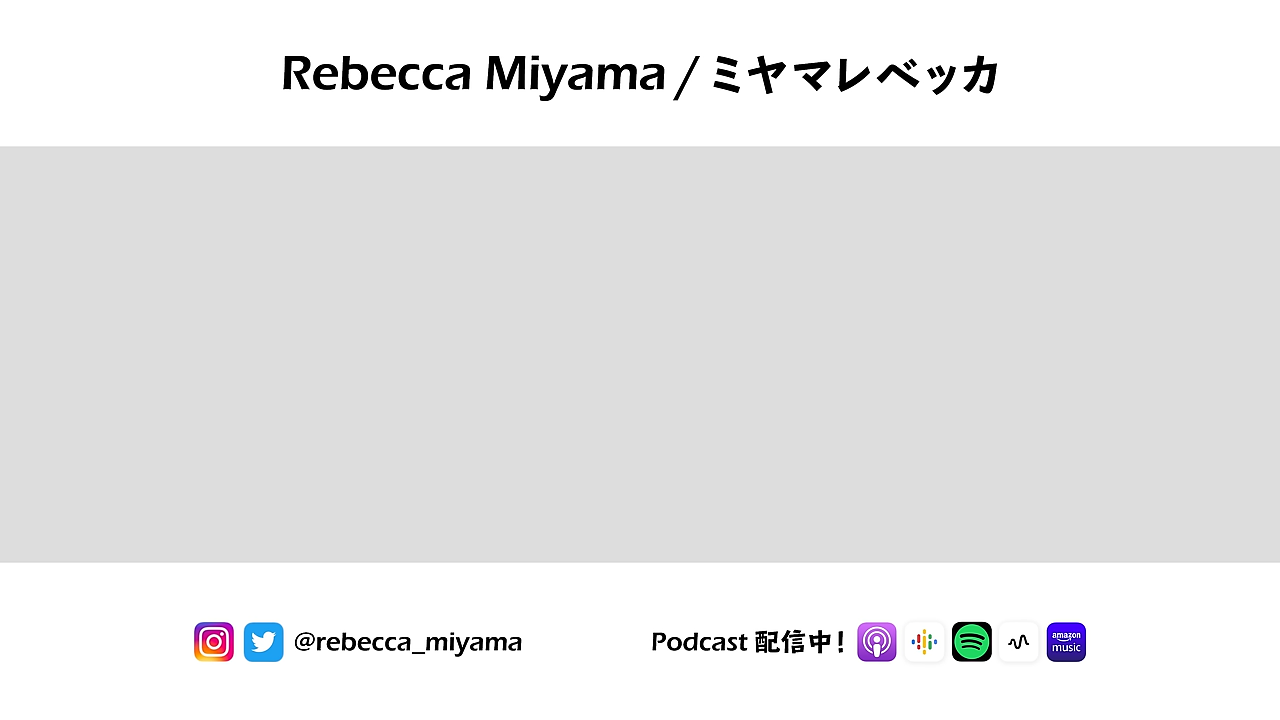 Rebecca Miyama / ミヤマレベッカ
@rebecca_miyama
Podcast 配信中!
amazon music